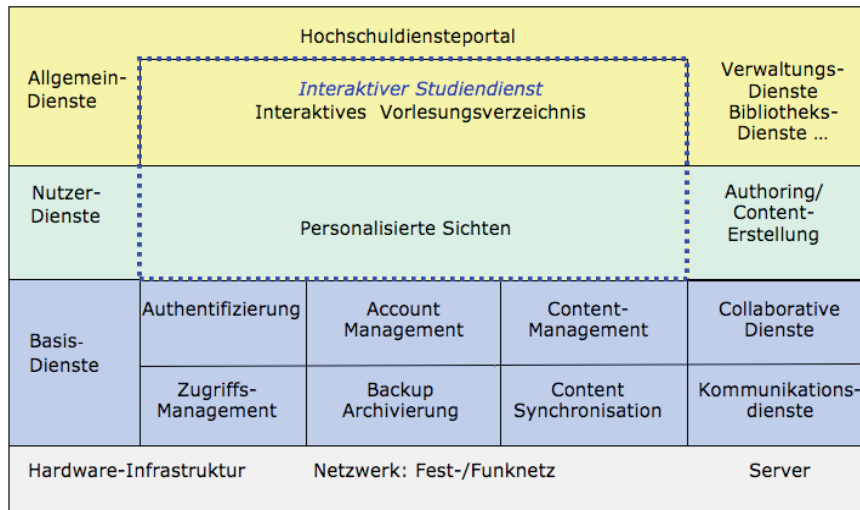 Hochschuldiensteportal
Allgemein-
Dienste
Interaktiver Studiendienst
Interaktives Vorlesungsverzeichnis
Verwaltungs-
Dienste
Bibliotheks-
Dienste ...
Nutzer-
Dienste
Personalisierte Sichten
Authoring/
Content-
Erstellung
Basis-
Dienste
Authentifizierung
Account
Management
Content-
Management
Collaborative
Dienste
Zugriffs-
Management
Backup
Archivierung
Content
Synchronisation
Kommunikations-
dienste
Hardware-Infrastruktur
Netzwerk: Fest-/Funknetz
Server